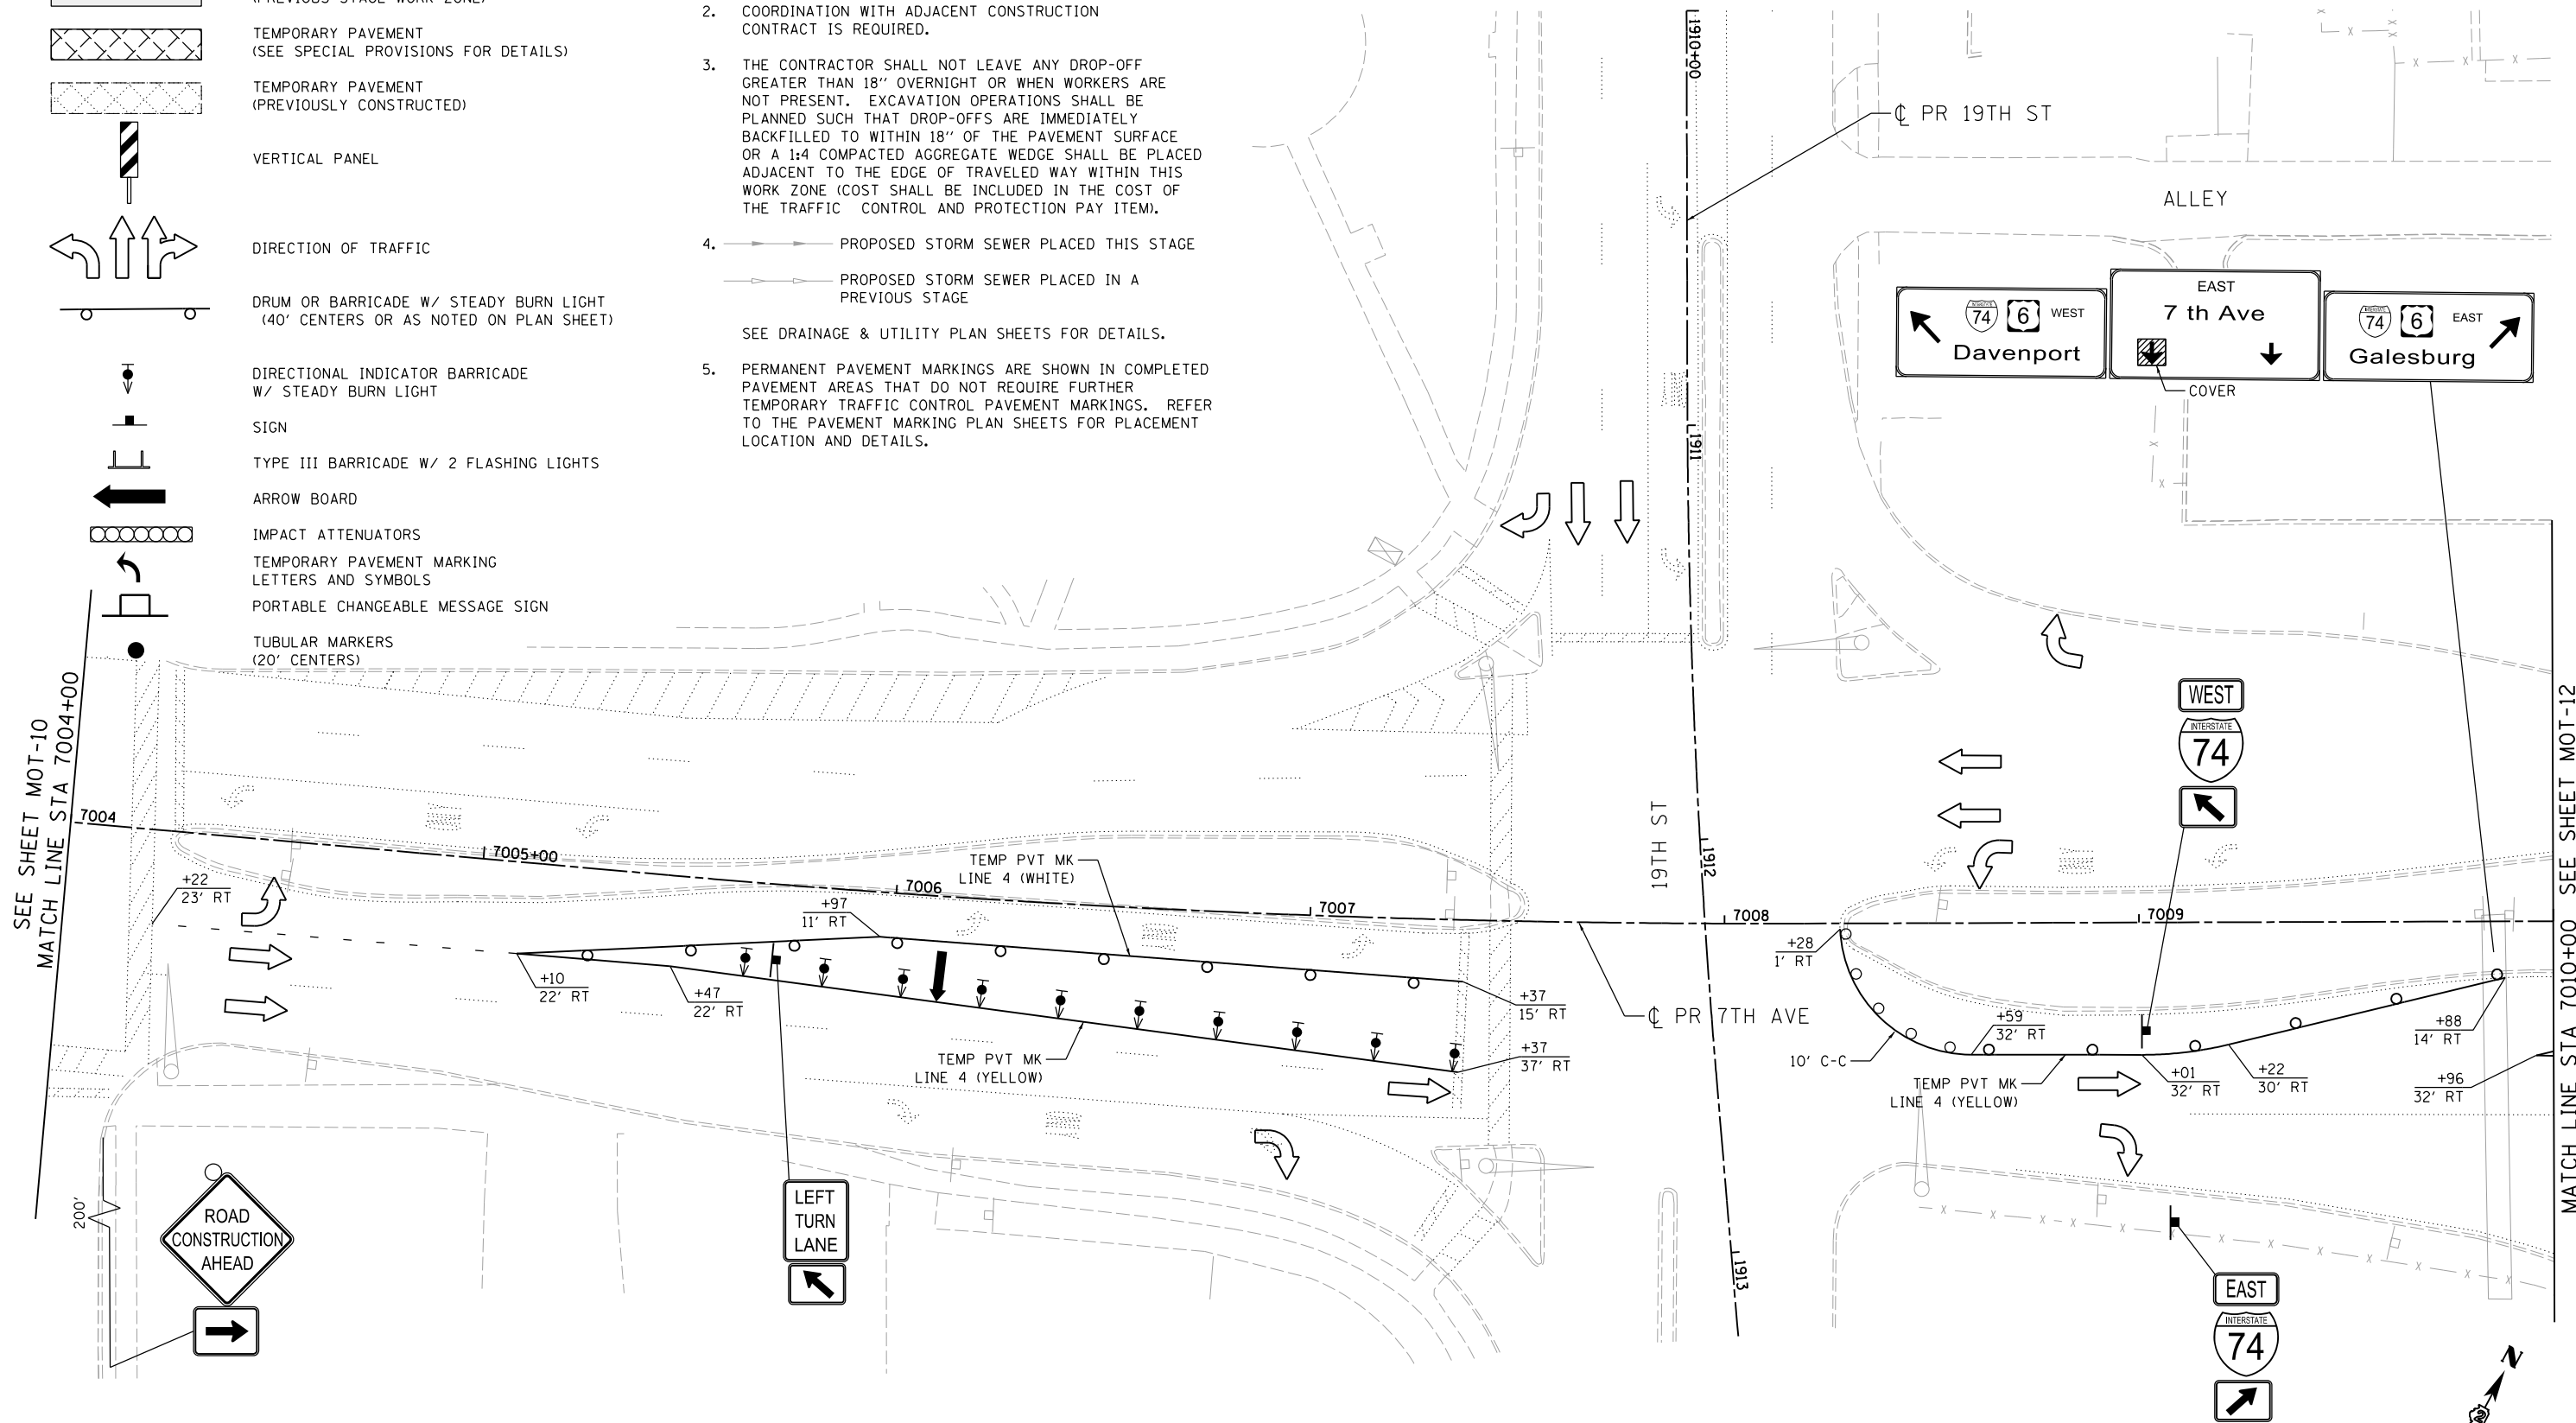 (PREVIOUS STAGE WORK ZONE)
TEMPORARY PAVEMENT
(SEE SPECIAL PROVISIONS FOR DETAILS)
TEMPORARY PAVEMENT
(PREVIOUSLY CONSTRUCTED)
VERTICAL PANEL
DIRECTION OF TRAFFIC
DRUM OR BARRICADE W/ STEADY BURN LIGHT
(40' CENTERS OR AS NOTED ON PLAN SHEET)
DIRECTIONAL INDICATOR BARRICADE
W/ STEADY BURN LIGHT
SIGN
TYPE III BARRICADE W/ 2 FLASHING LIGHTS
ARROW BOARD
IMPACT ATTENUATORS
TEMPORARY PAVEMENT MARKING
LETTERS AND SYMBOLS
PORTABLE CHANGEABLE MESSAGE SIGN
TUBULAR MARKERS
(20' CENTERS)
2. COORDINATION WITH ADJACENT CONSTRUCTION
CONTRACT IS REQUIRED.
3. THE CONTRACTOR SHALL NOT LEAVE ANY DROP-OFF
GREATER THAN 18'' OVERNIGHT OR WHEN WORKERS ARE
NOT PRESENT. EXCAVATION OPERATIONS SHALL BE
PLANNED SUCH THAT DROP-OFFS ARE IMMEDIATELY
BACKFILLED TO WITHIN 18'' OF THE PAVEMENT SURFACE
OR A 1:4 COMPACTED AGGREGATE WEDGE SHALL BE PLACED
ADJACENT TO THE EDGE OF TRAVELED WAY WITHIN THIS
WORK ZONE (COST SHALL BE INCLUDED IN THE COST OF
THE TRAFFIC CONTROL AND PROTECTION PAY ITEM).
4. PROPOSED STORM SEWER PLACED THIS STAGE
PROPOSED STORM SEWER PLACED IN A
PREVIOUS STAGE
SEE DRAINAGE & UTILITY PLAN SHEETS FOR DETAILS.
5. PERMANENT PAVEMENT MARKINGS ARE SHOWN IN COMPLETED
PAVEMENT AREAS THAT DO NOT REQUIRE FURTHER
TEMPORARY TRAFFIC CONTROL PAVEMENT MARKINGS. REFER
TO THE PAVEMENT MARKING PLAN SHEETS FOR PLACEMENT
LOCATION AND DETAILS.
1910+00
℄ PR 19TH ST
ALLEY
INTERSTATE
74 6 WEST
Davenport
EAST
7 th Ave
COVER
INTERSTATE
74 6 EAST
Galesburg
1911
WEST
INTERSTATE
74
SEE SHEET MOT-10
MATCH LINE STA 7004+00
7004
+22
23' RT
7005+00
TEMP PVT MK
LINE 4 (WHITE)
7006
+97
11' RT
7007
+10
22' RT
+47
22' RT
TEMP PVT MK
LINE 4 (YELLOW)
+37
15' RT
+37
37' RT
19TH ST
1912
℄ PR 7TH AVE
7008
7009
+28
1' RT
10' C-C
+59
32' RT
TEMP PVT MK
LINE 4 (YELLOW)
+01
32' RT
+22
30' RT
+88
14' RT
+96
32' RT
SEE SHEET MOT-12
MATCH LINE STA 7010+00
200'
ROAD
CONSTRUCTION
AHEAD
LEFT
TURN
LANE
1913
EAST
INTERSTATE
74
N